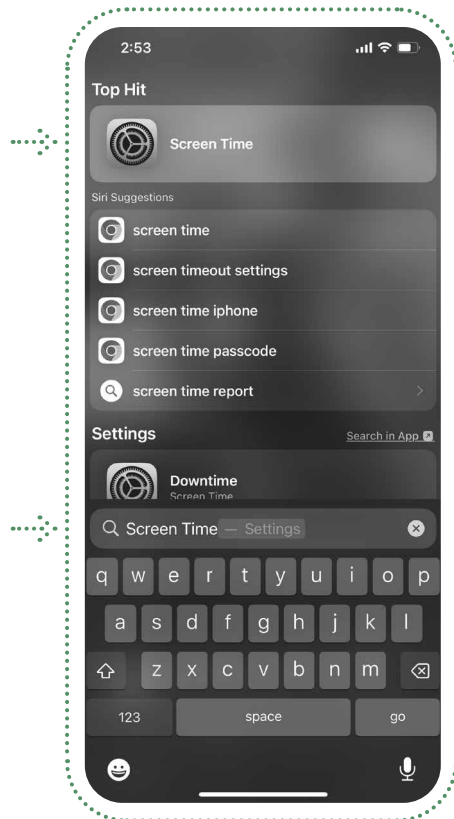 2:53
Top Hit
Screen Time
Siri Suggestions
screen time
screen timeout settings
screen time iphone
screen time passcode
screen time report
Settings
Search in App
Downtime
Screen Time
Screen Time — Settings
q w e r t y u i o p
a s d f g h j k l
z x c v b n m
123 space go